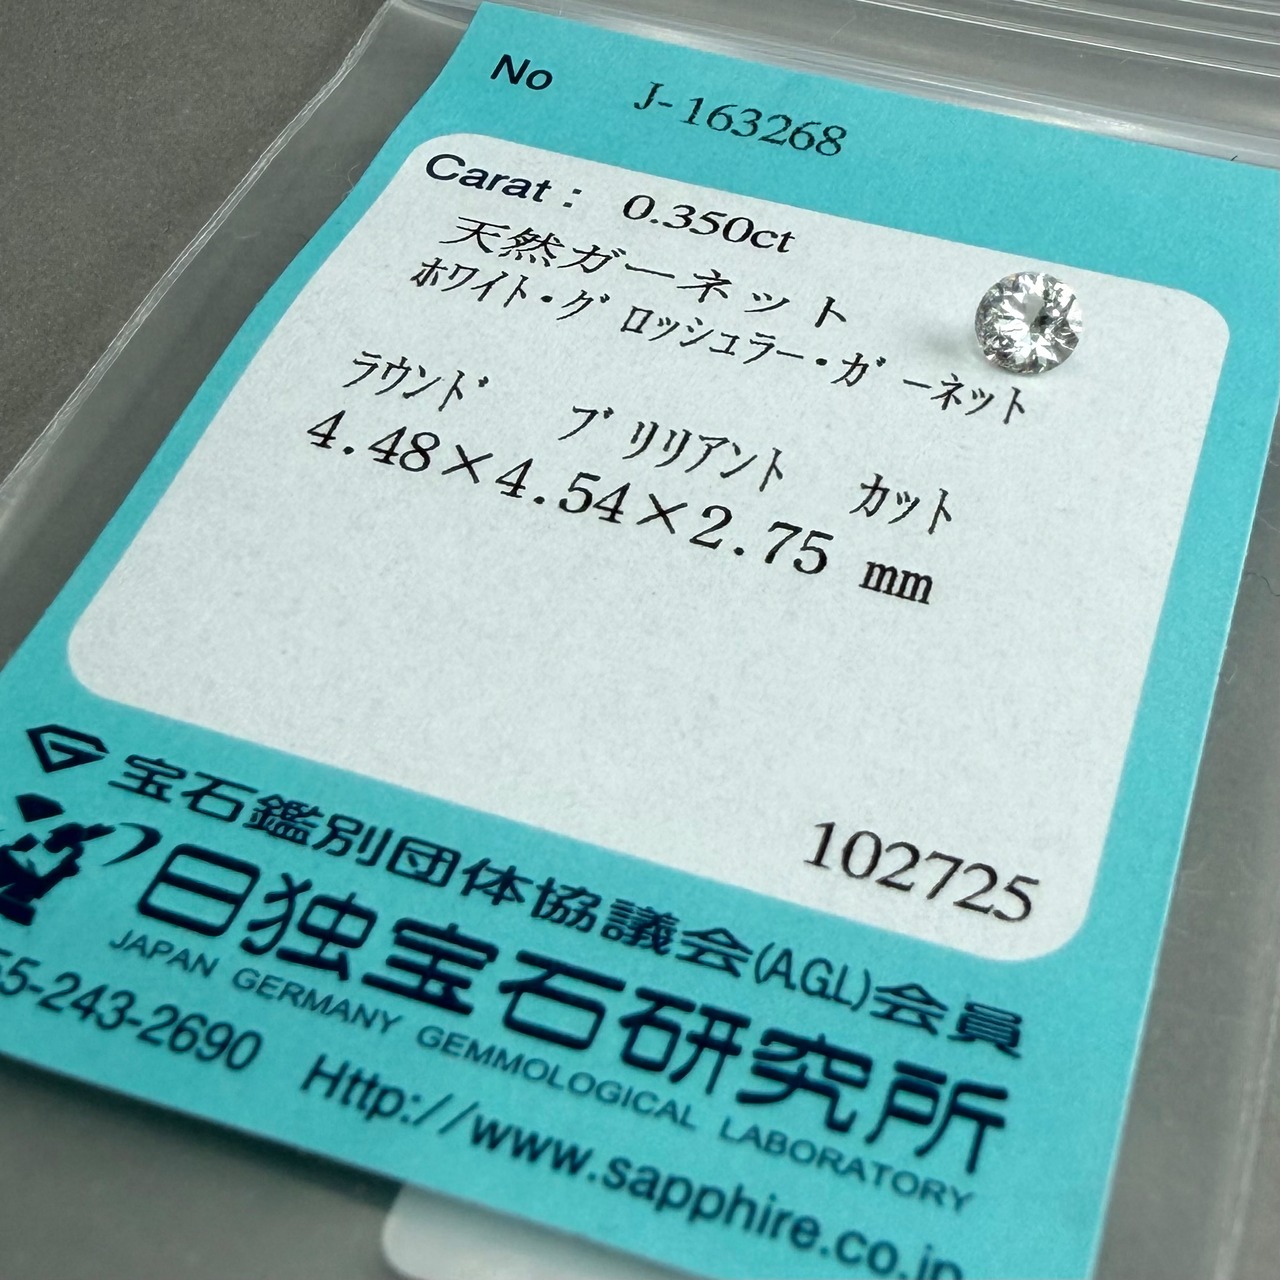 No J-163268
Carat: 0.350ct
天然ガーネット
ﾎﾜｲﾄ･ｸﾞﾛｯｼｭﾗｰ･ｶﾞｰﾈｯﾄ
ﾗｳﾝﾄﾞ ﾌﾞﾘﾘｱﾝﾄ ｶｯﾄ
4.48×4.54×2.75 mm
102725
宝石鑑別団体協議会(A.G.L.)会員
日独宝石研究所
JAPAN GERMANY GEMMOLOGICAL LABORATORY
55-243-2690 Http://www.sapphire.co.jp